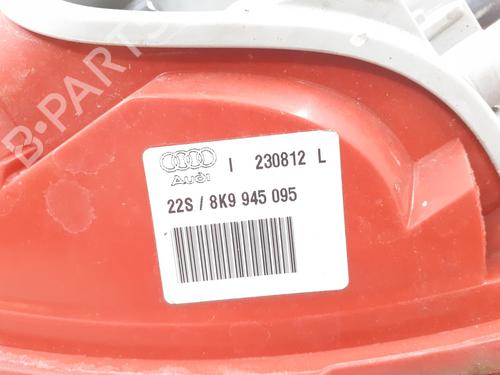 B-PARTS
I 230812 L
Audi
22S / 8K9 945 095